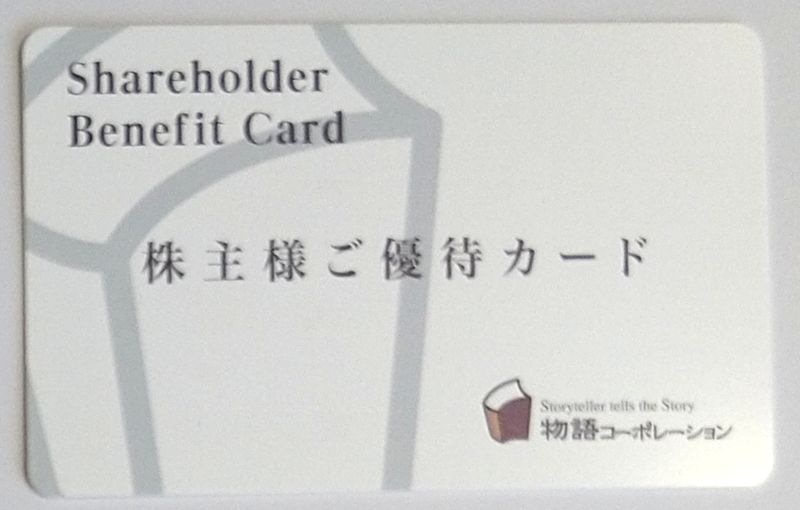 Shareholder
Benefit Card
株主様ご優待カード
Storyteller tells the Story
物語コーポレーション